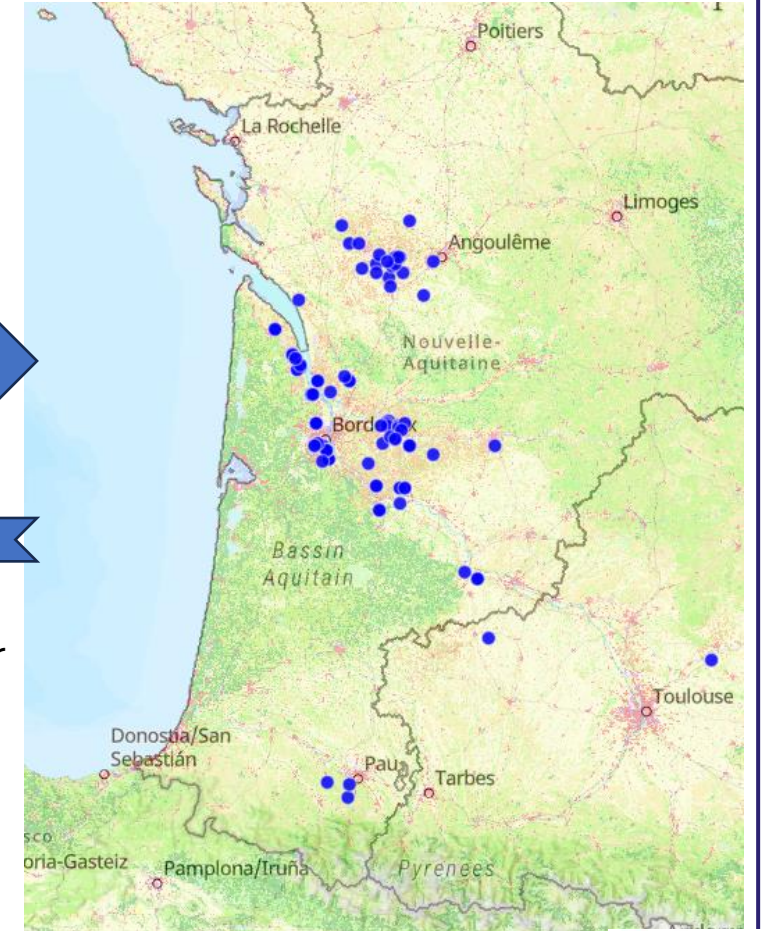 Poitiers
La Rochelle
Limoges
Angoulême
Nouvelle-
Aquitaine
Bassin
Aquitain
Toulouse
Donostia/San
Sebastián
Pau
Tarbes
oria-Gasteiz
Pamplona/Iruña
Pyrenees